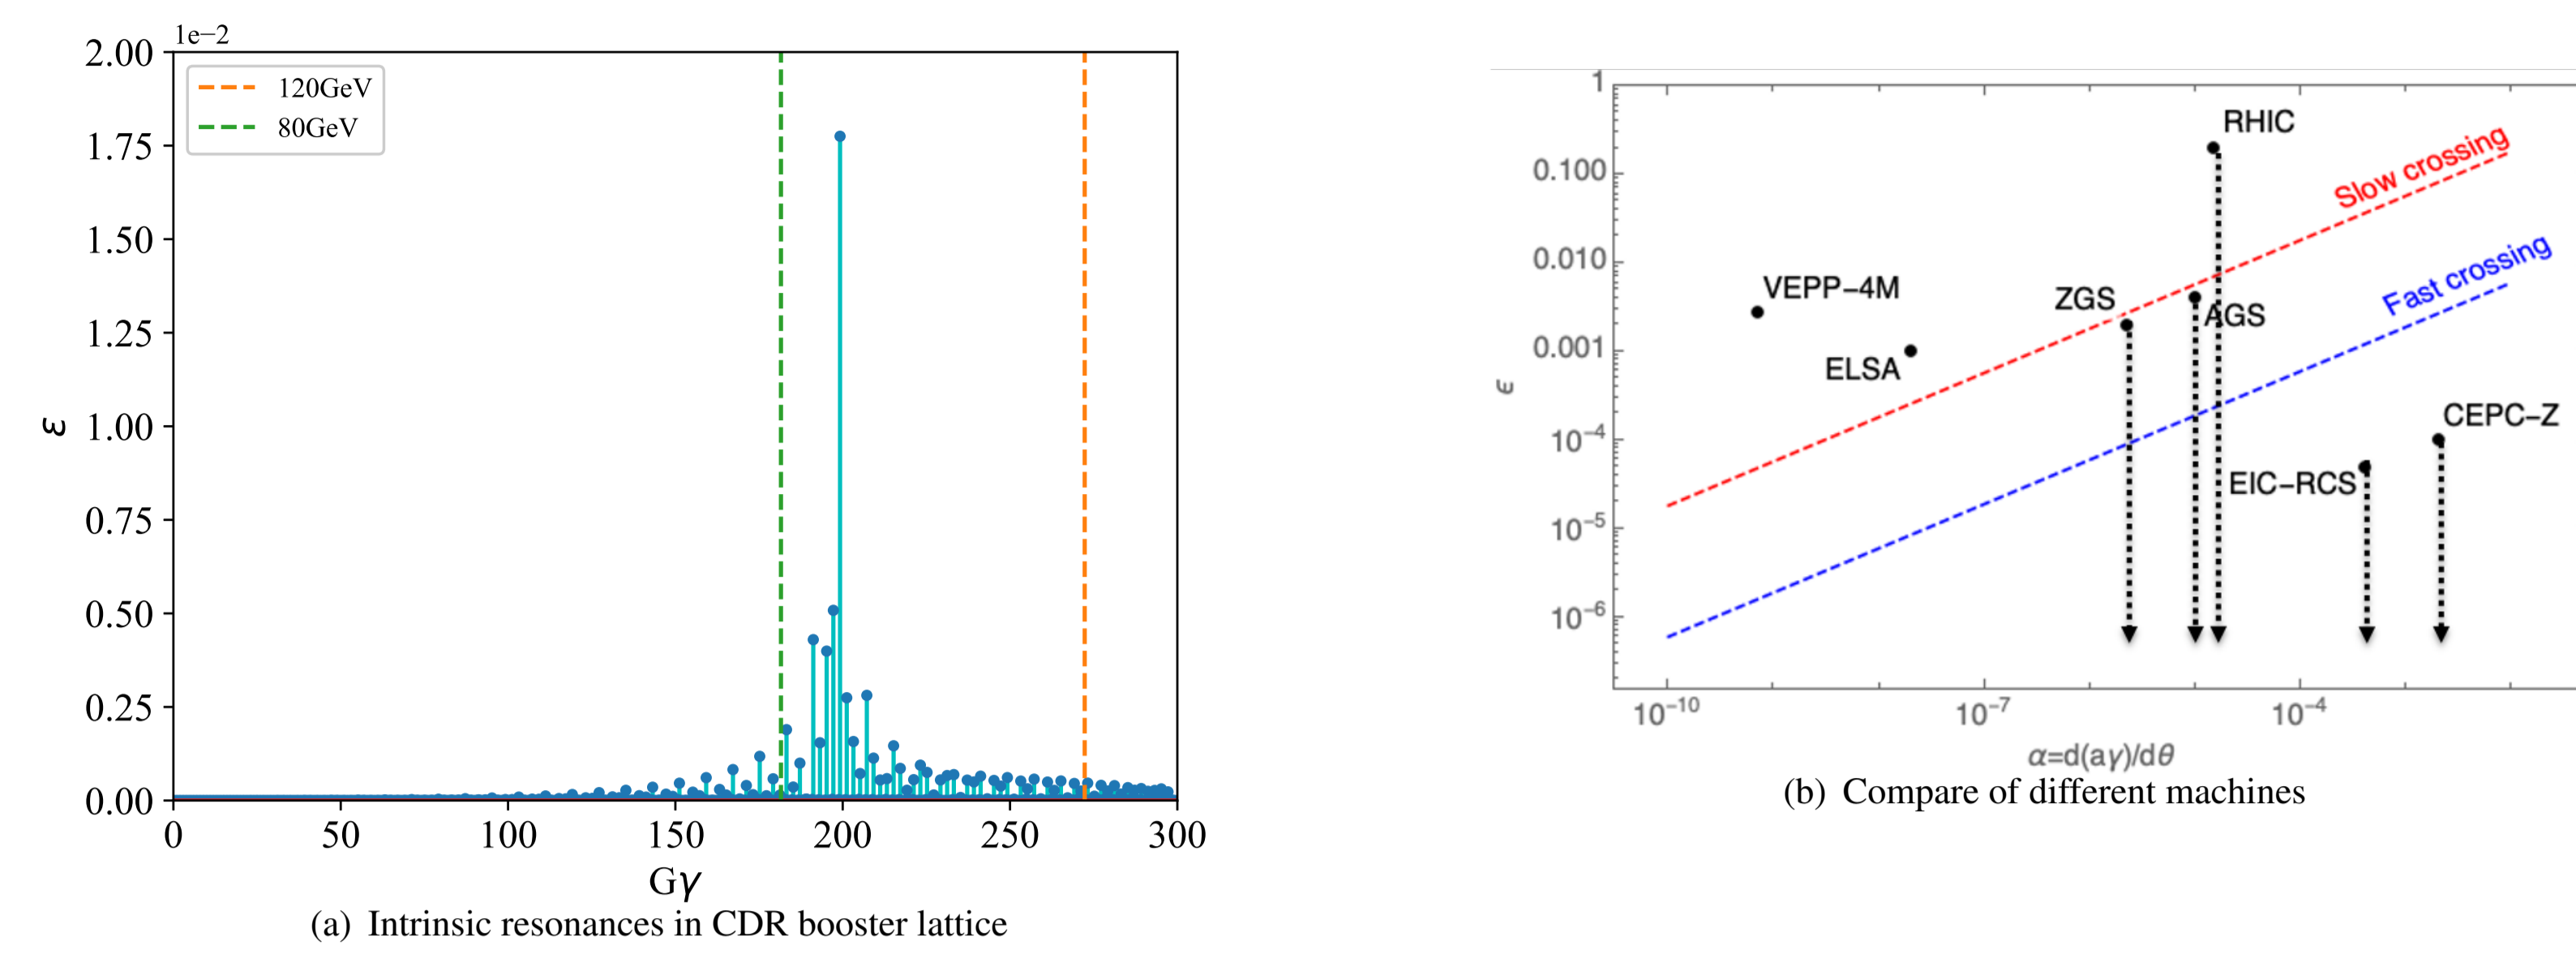 1e−2
2.00
1.75
1.50
1.25
1.00
0.75
0.50
0.25
0.00
ε
120GeV
80GeV
0 50 100 150 200 250 300
Gγ
(a) Intrinsic resonances in CDR booster lattice
1
0.100
0.010
0.001
10⁻⁴
10⁻⁵
10⁻⁶
ϵ
RHIC
Slow crossing
Fast crossing
VEPP−4M
ZGS
AGS
ELSA
CEPC−Z
EIC−RCS
10⁻¹⁰ 10⁻⁷ 10⁻⁴
α=d(aγ)/dθ
(b) Compare of different machines